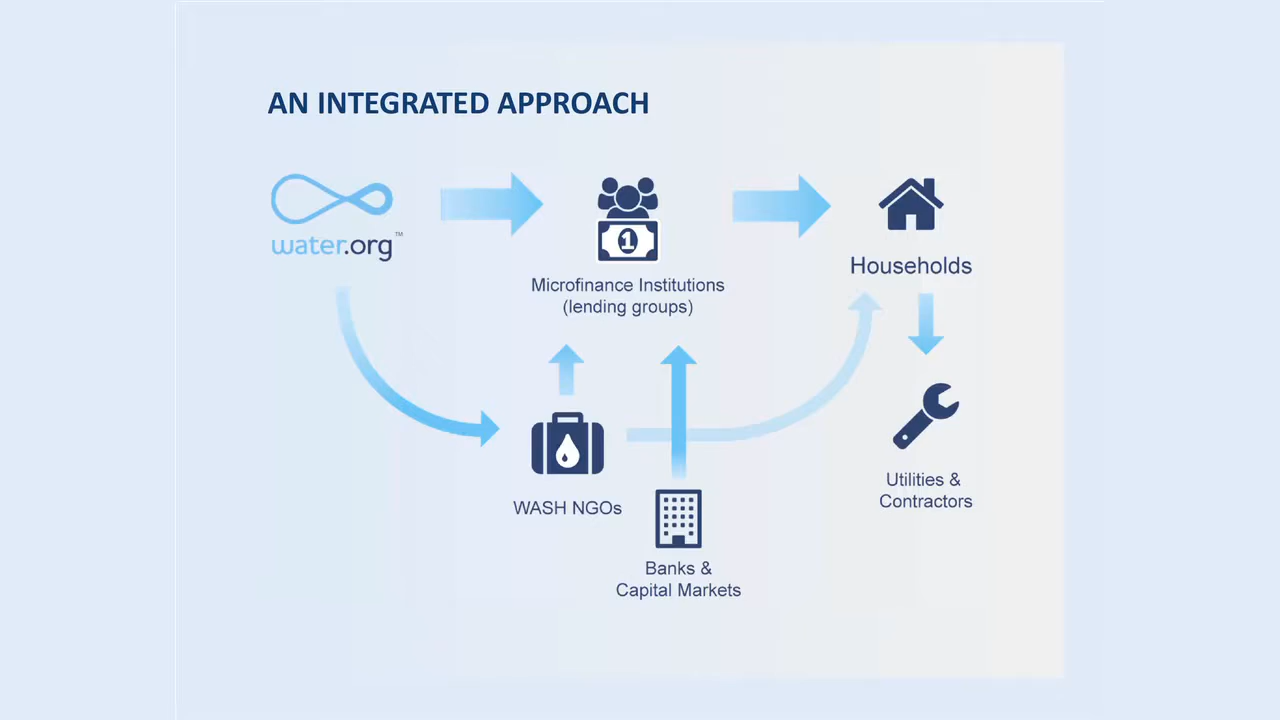 AN INTEGRATED APPROACH
water.org™
1
Microfinance Institutions
(lending groups)
Households
WASH NGOs
Banks &
Capital Markets
Utilities &
Contractors